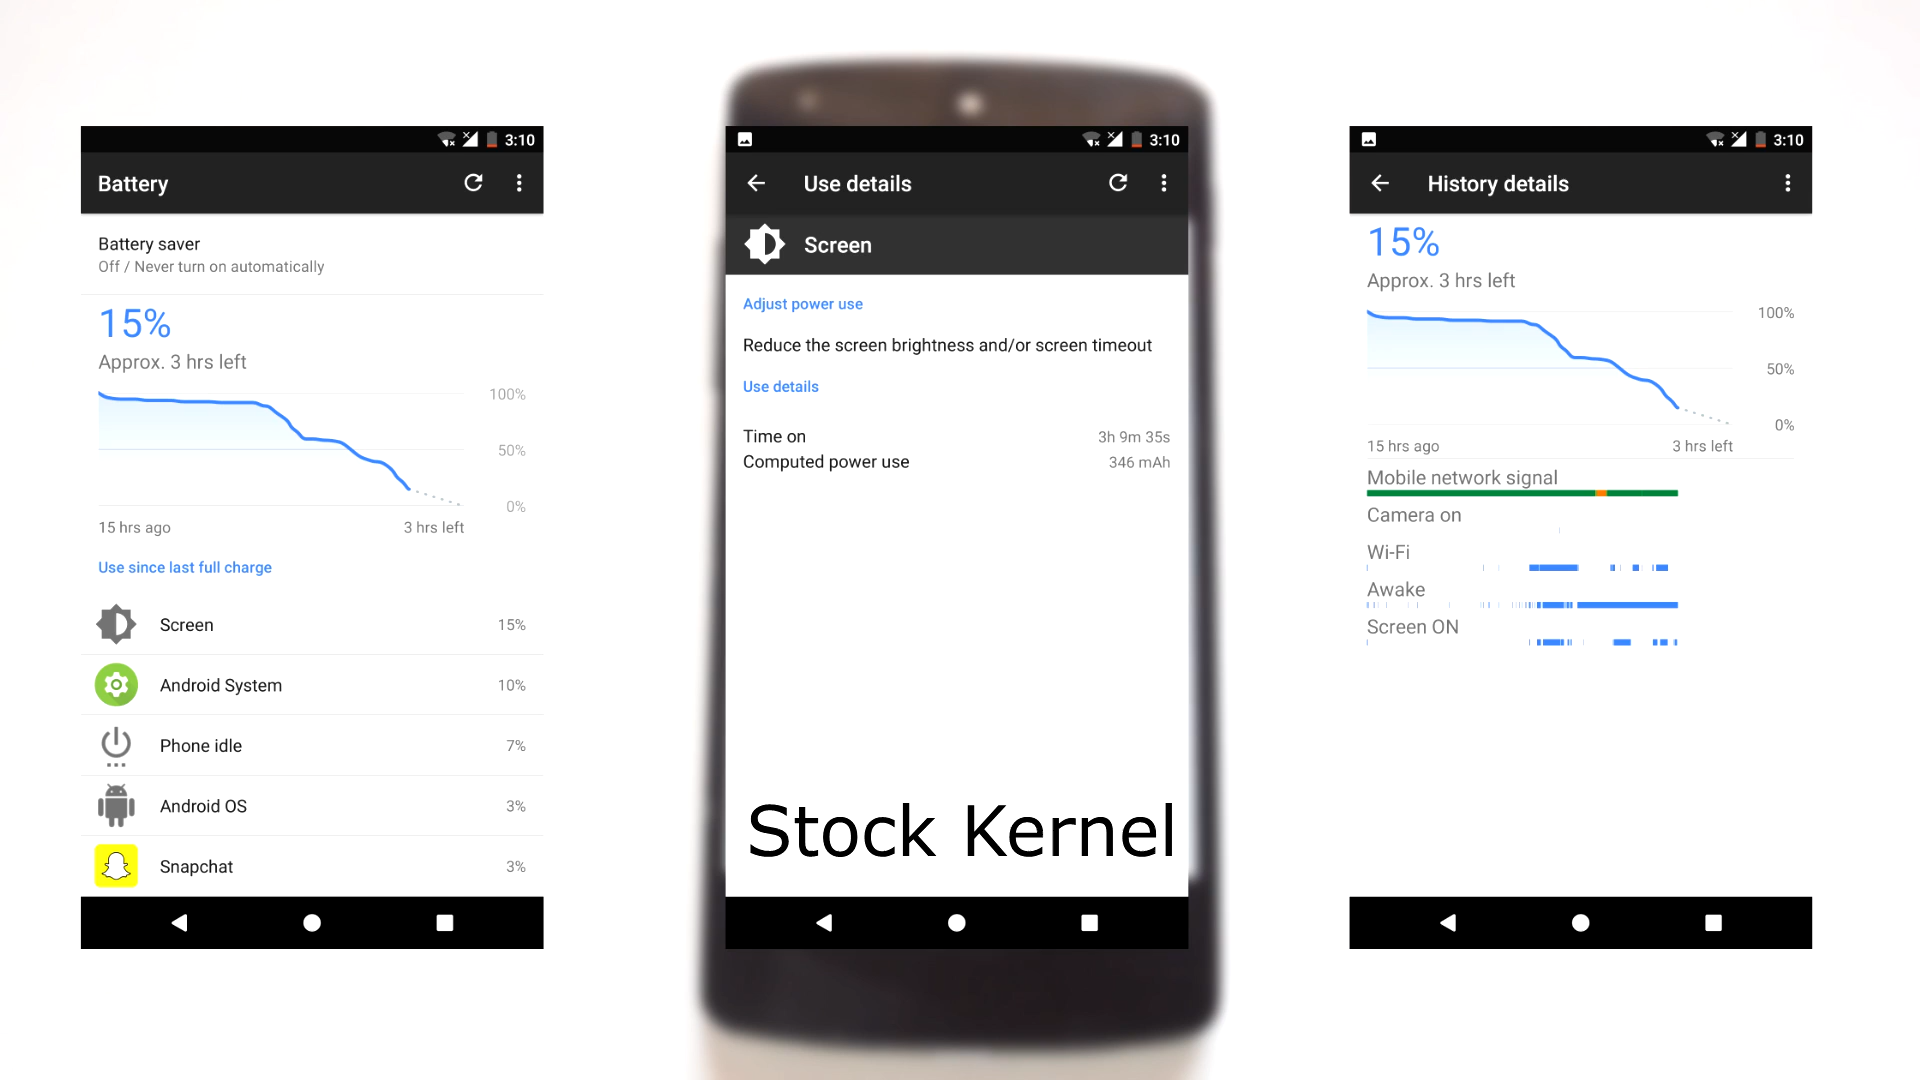 3:10
Battery
Battery saver
Off / Never turn on automatically
15%
Approx. 3 hrs left
100%
50%
0%
15 hrs ago 3 hrs left
Use since last full charge
Screen 15%
Android System 10%
Phone idle 7%
Android OS 3%
Snapchat 3%
3:10
Use details
Screen
Adjust power use
Reduce the screen brightness and/or screen timeout
Use details
Time on 3h 9m 35s
Computed power use 346 mAh
Stock Kernel
3:10
History details
15%
Approx. 3 hrs left
100%
50%
0%
15 hrs ago 3 hrs left
Mobile network signal
Camera on
Wi-Fi
Awake
Screen ON